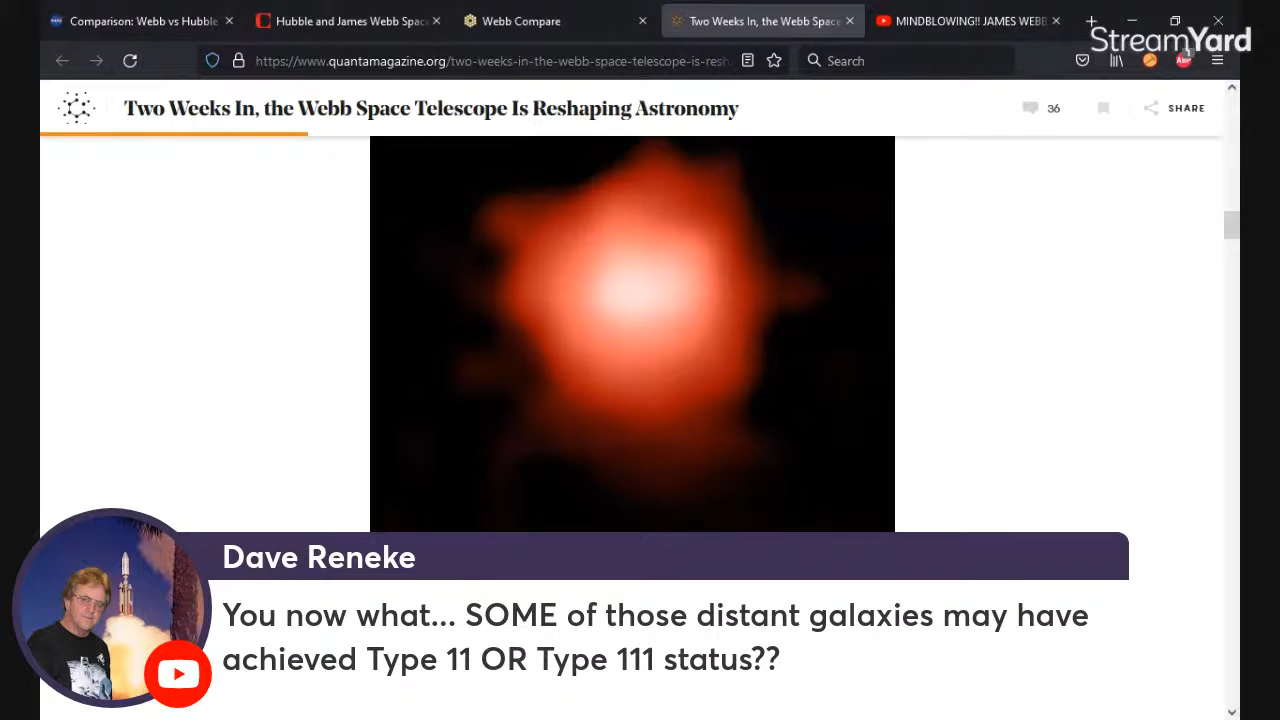 Comparison: Webb vs Hubble
Hubble and James Webb Spac
Webb Compare
Two Weeks In, the Webb Space
MINDBLOWING!! JAMES WEBB
StreamYard
https://www.quantamagazine.org/two-weeks-in-the-webb-space-telescope-is-resh
Search
1
ABP
Two Weeks In, the Webb Space Telescope Is Reshaping Astronomy
36
SHARE
Dave Reneke
You now what... SOME of those distant galaxies may have
achieved Type 11 OR Type 111 status??